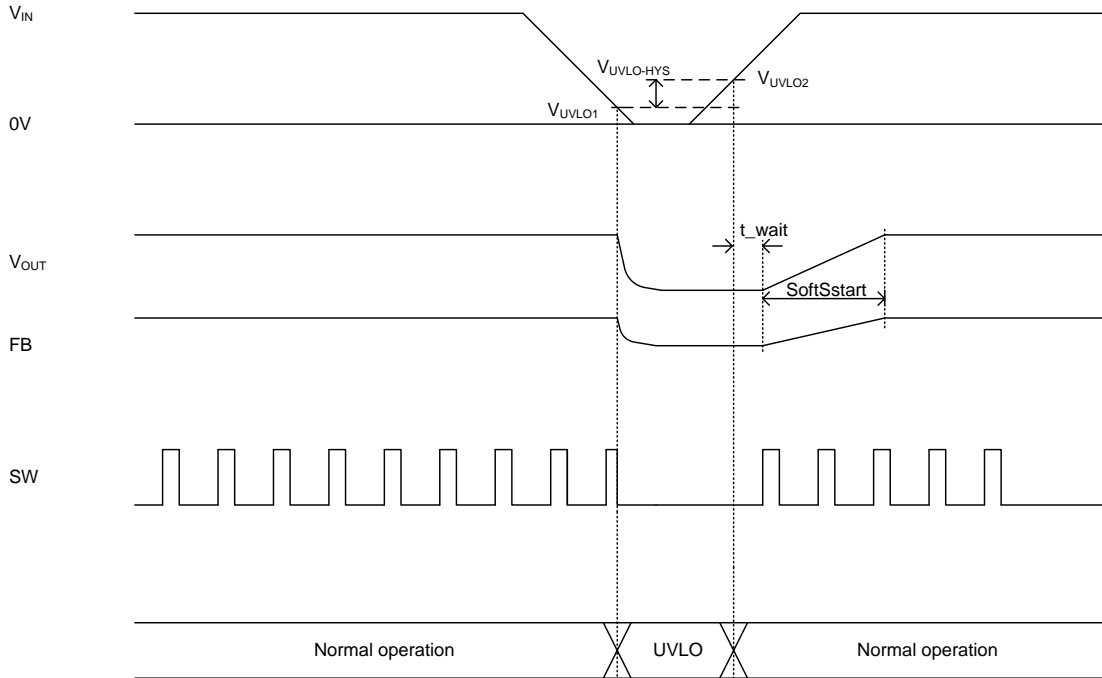 VIN
VUVLO-HYS
VUVLO2
VUVLO1
0V
t_wait
VOUT
SoftSstart
FB
SW
Normal operation
UVLO
Normal operation